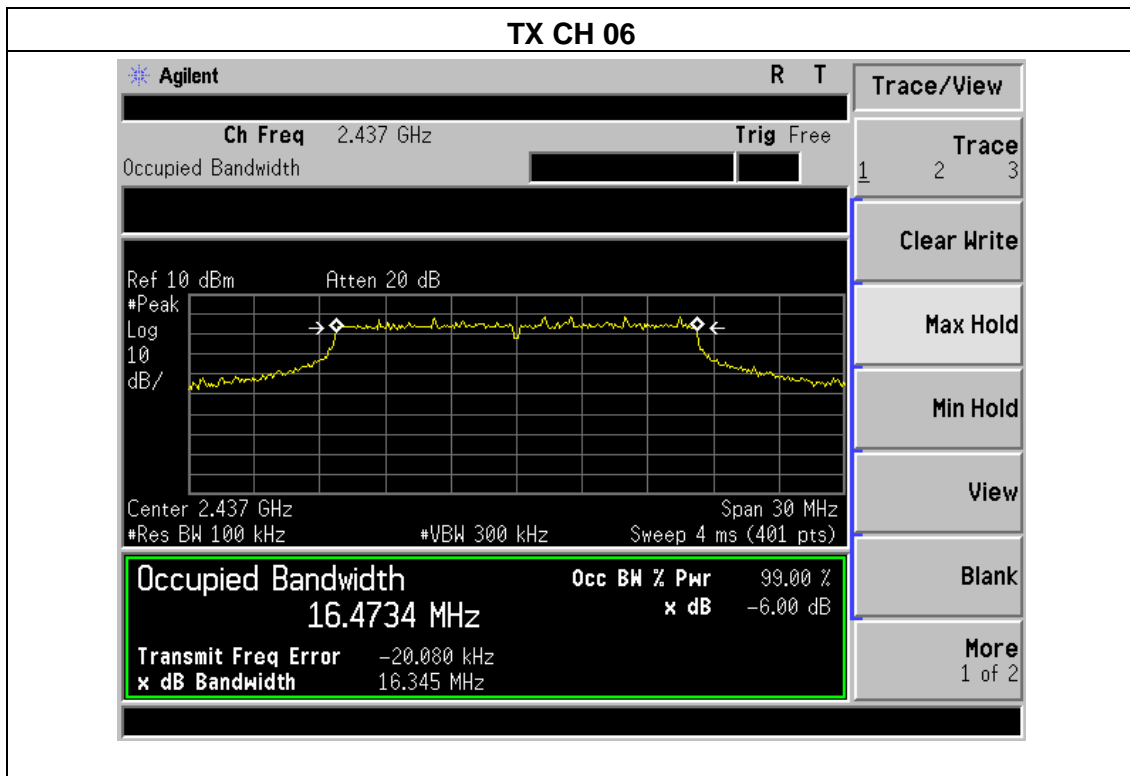 TX CH 06
Agilent R T
Ch Freq 2.437 GHz Trig Free
Occupied Bandwidth
Ref 10 dBm Atten 20 dB
#Peak
Log
10
dB/
Center 2.437 GHz Span 30 MHz
#Res BW 100 kHz #VBW 300 kHz Sweep 4 ms (401 pts)
Occupied Bandwidth Occ BW % Pwr 99.00 %
16.4734 MHz x dB -6.00 dB
Transmit Freq Error -20.080 kHz
x dB Bandwidth 16.345 MHz
Trace/View
Trace
1 2 3
Clear Write
Max Hold
Min Hold
View
Blank
More
1 of 2